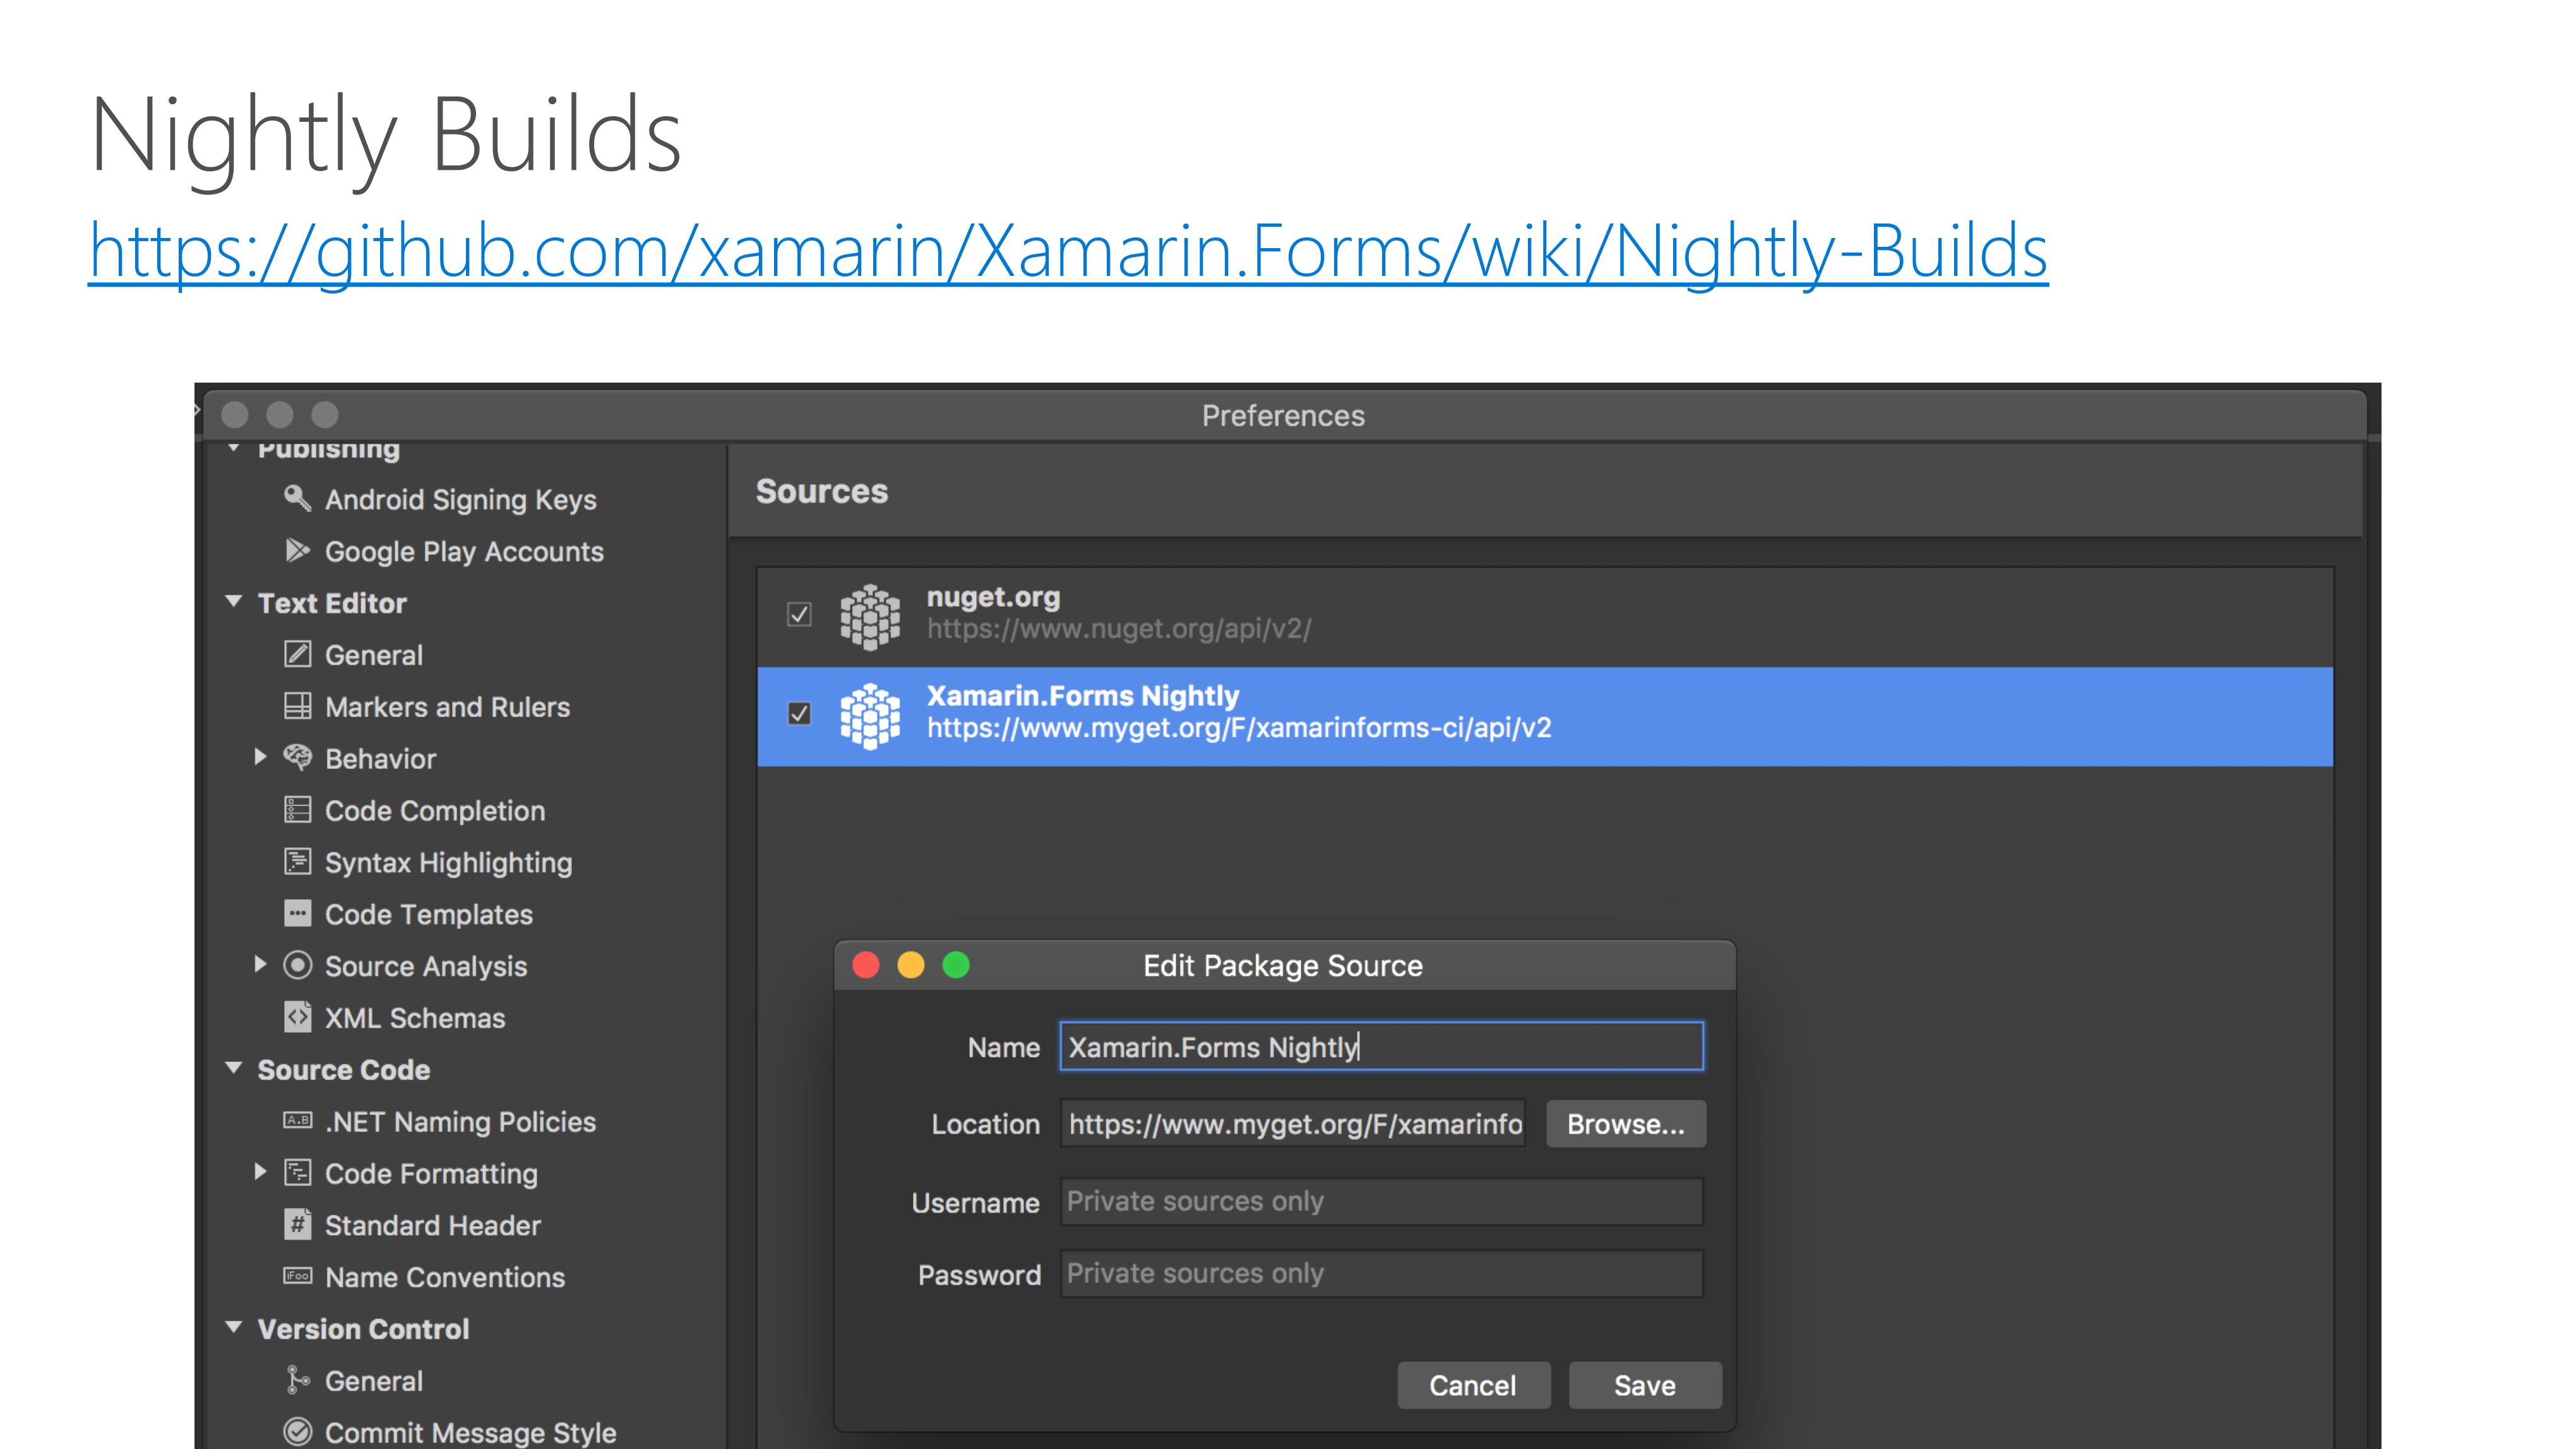 Nightly Builds
https://github.com/xamarin/Xamarin.Forms/wiki/Nightly-Builds
Preferences
Publishing
Android Signing Keys
Google Play Accounts
Text Editor
General
Markers and Rulers
Behavior
Code Completion
Syntax Highlighting
Code Templates
Source Analysis
XML Schemas
Source Code
A.B .NET Naming Policies
Code Formatting
# Standard Header
iFoo Name Conventions
Version Control
General
Commit Message Style
Sources
nuget.org
https://www.nuget.org/api/v2/
Xamarin.Forms Nightly
https://www.myget.org/F/xamarinforms-ci/api/v2
Edit Package Source
Name Xamarin.Forms Nightly
Location https://www.myget.org/F/xamarinfo Browse...
Username Private sources only
Password Private sources only
Cancel Save